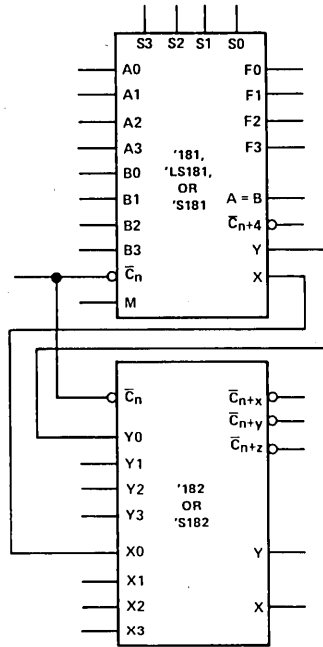 S3 S2 S1 S0
A0 F0
A1 F1
A2 F2
A3 F3
'181,
'LS181,
OR
'S181
B0
B1 A = B
B2 C̅n+4
B3 Y
C̅n X
M
C̅n C̅n+x
C̅n+y
Y0 C̅n+z
Y1
Y2 '182
OR
'S182
Y3
X0 Y
X1
X2 X
X3